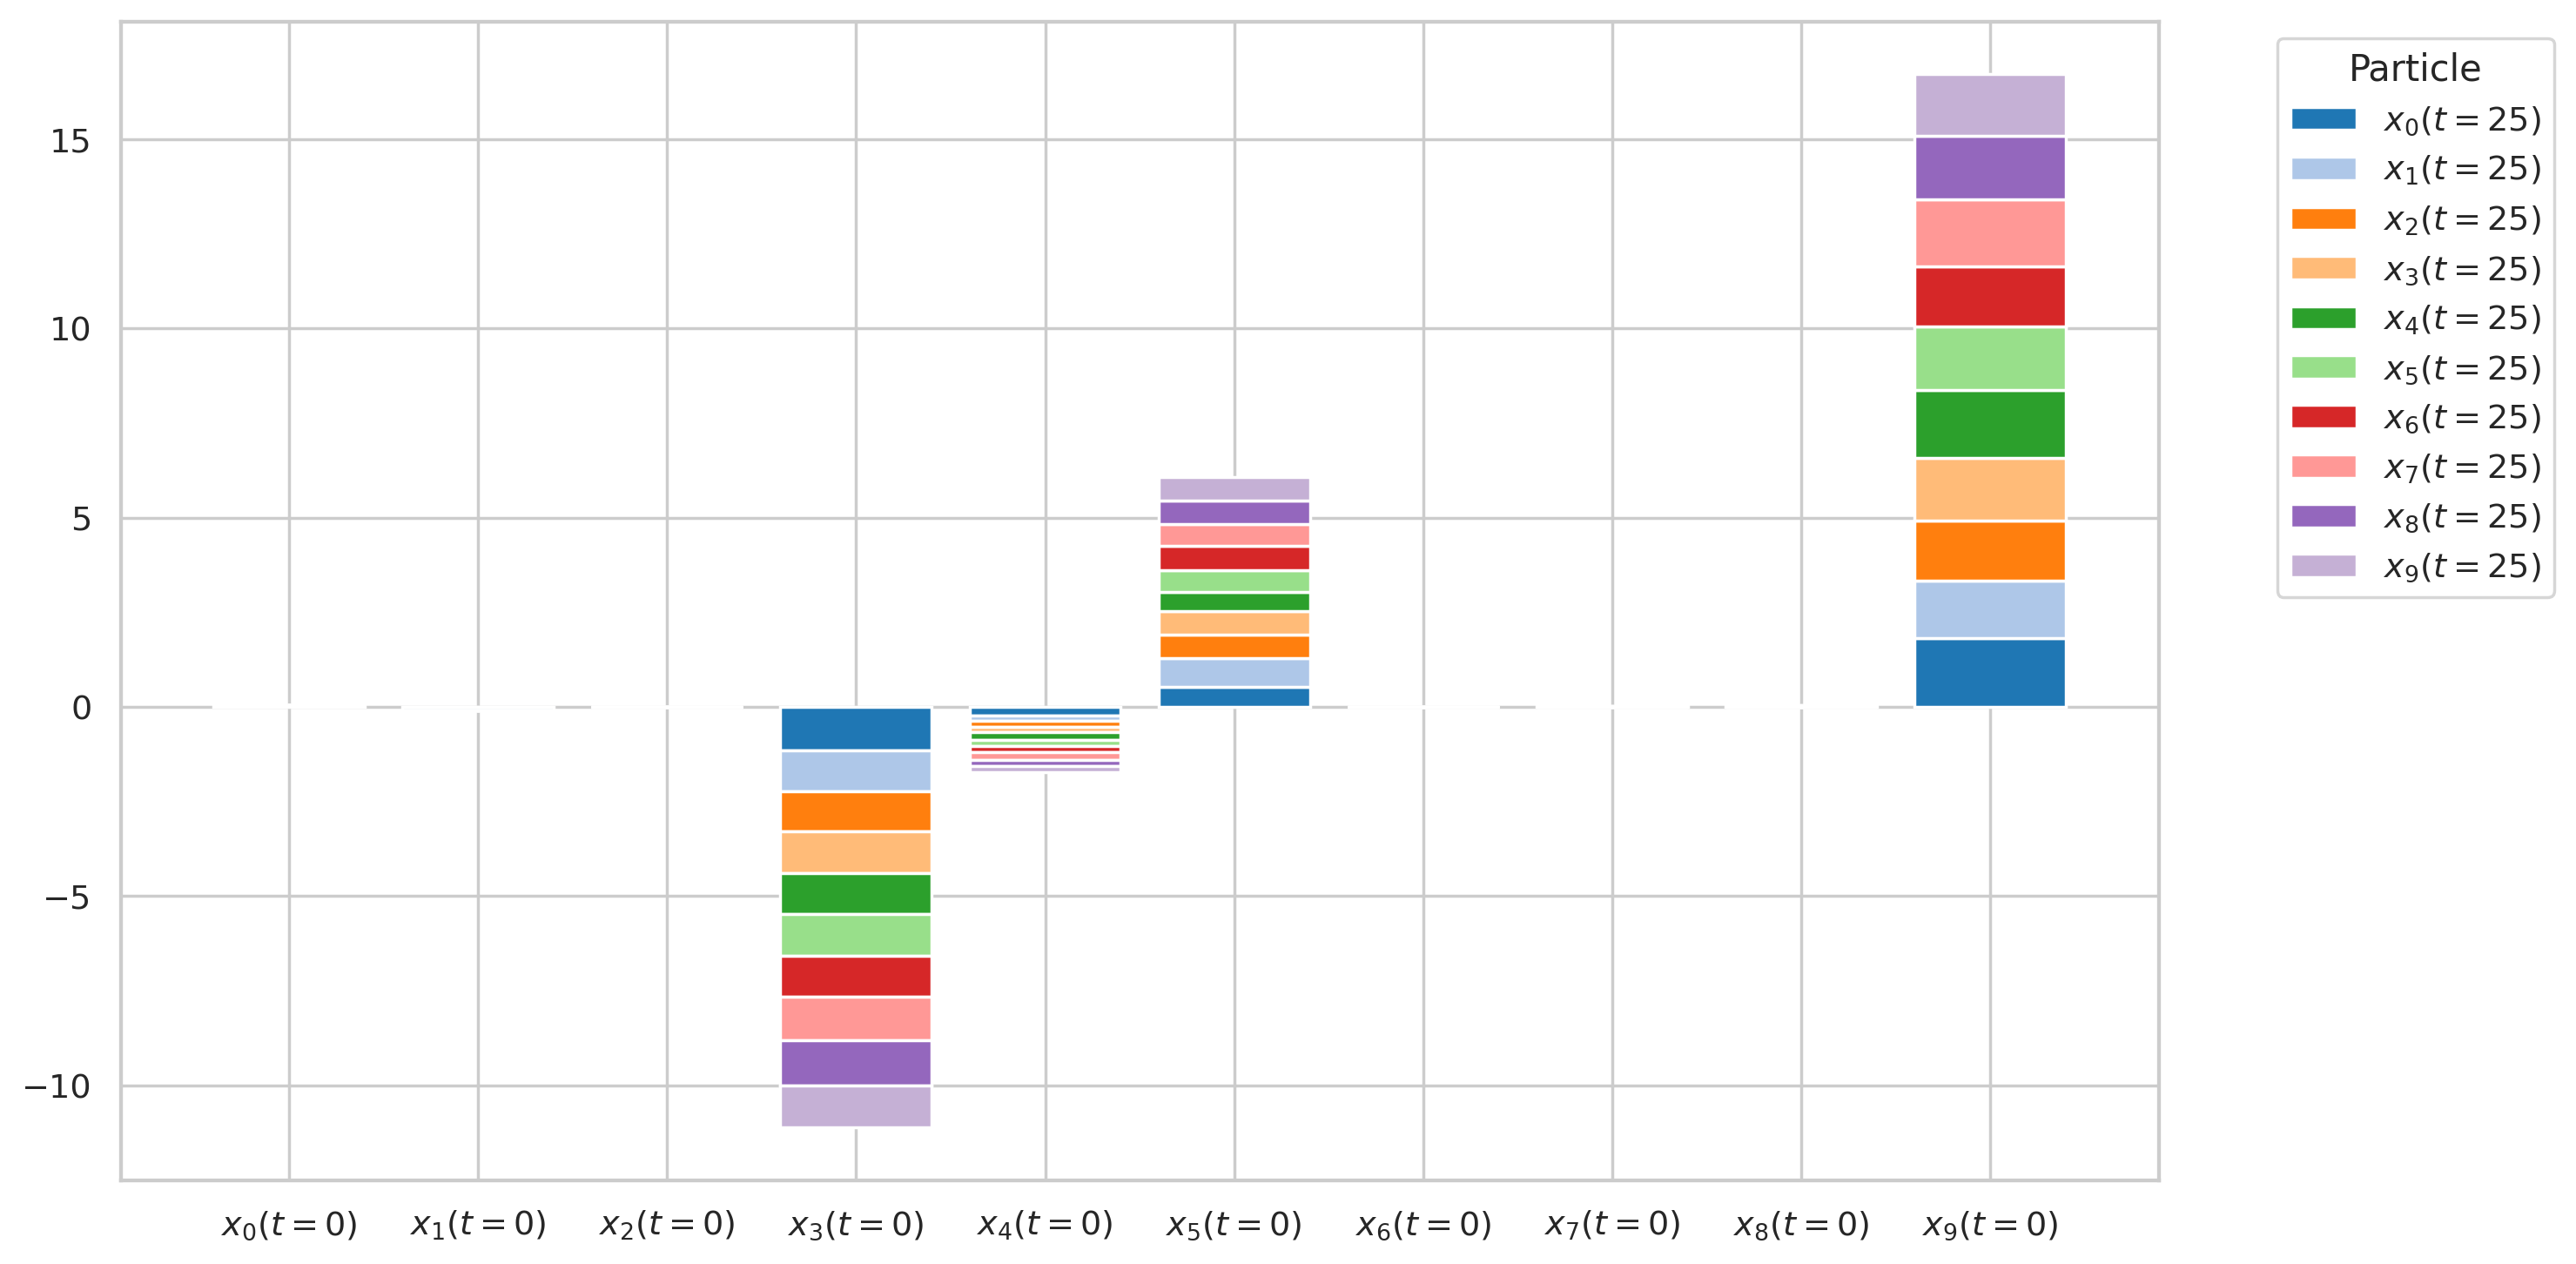 15
10
5
0
−5
−10
x₀(t = 0)
x₁(t = 0)
x₂(t = 0)
x₃(t = 0)
x₄(t = 0)
x₅(t = 0)
x₆(t = 0)
x₇(t = 0)
x₈(t = 0)
x₉(t = 0)
Particle
x₀(t = 25)
x₁(t = 25)
x₂(t = 25)
x₃(t = 25)
x₄(t = 25)
x₅(t = 25)
x₆(t = 25)
x₇(t = 25)
x₈(t = 25)
x₉(t = 25)